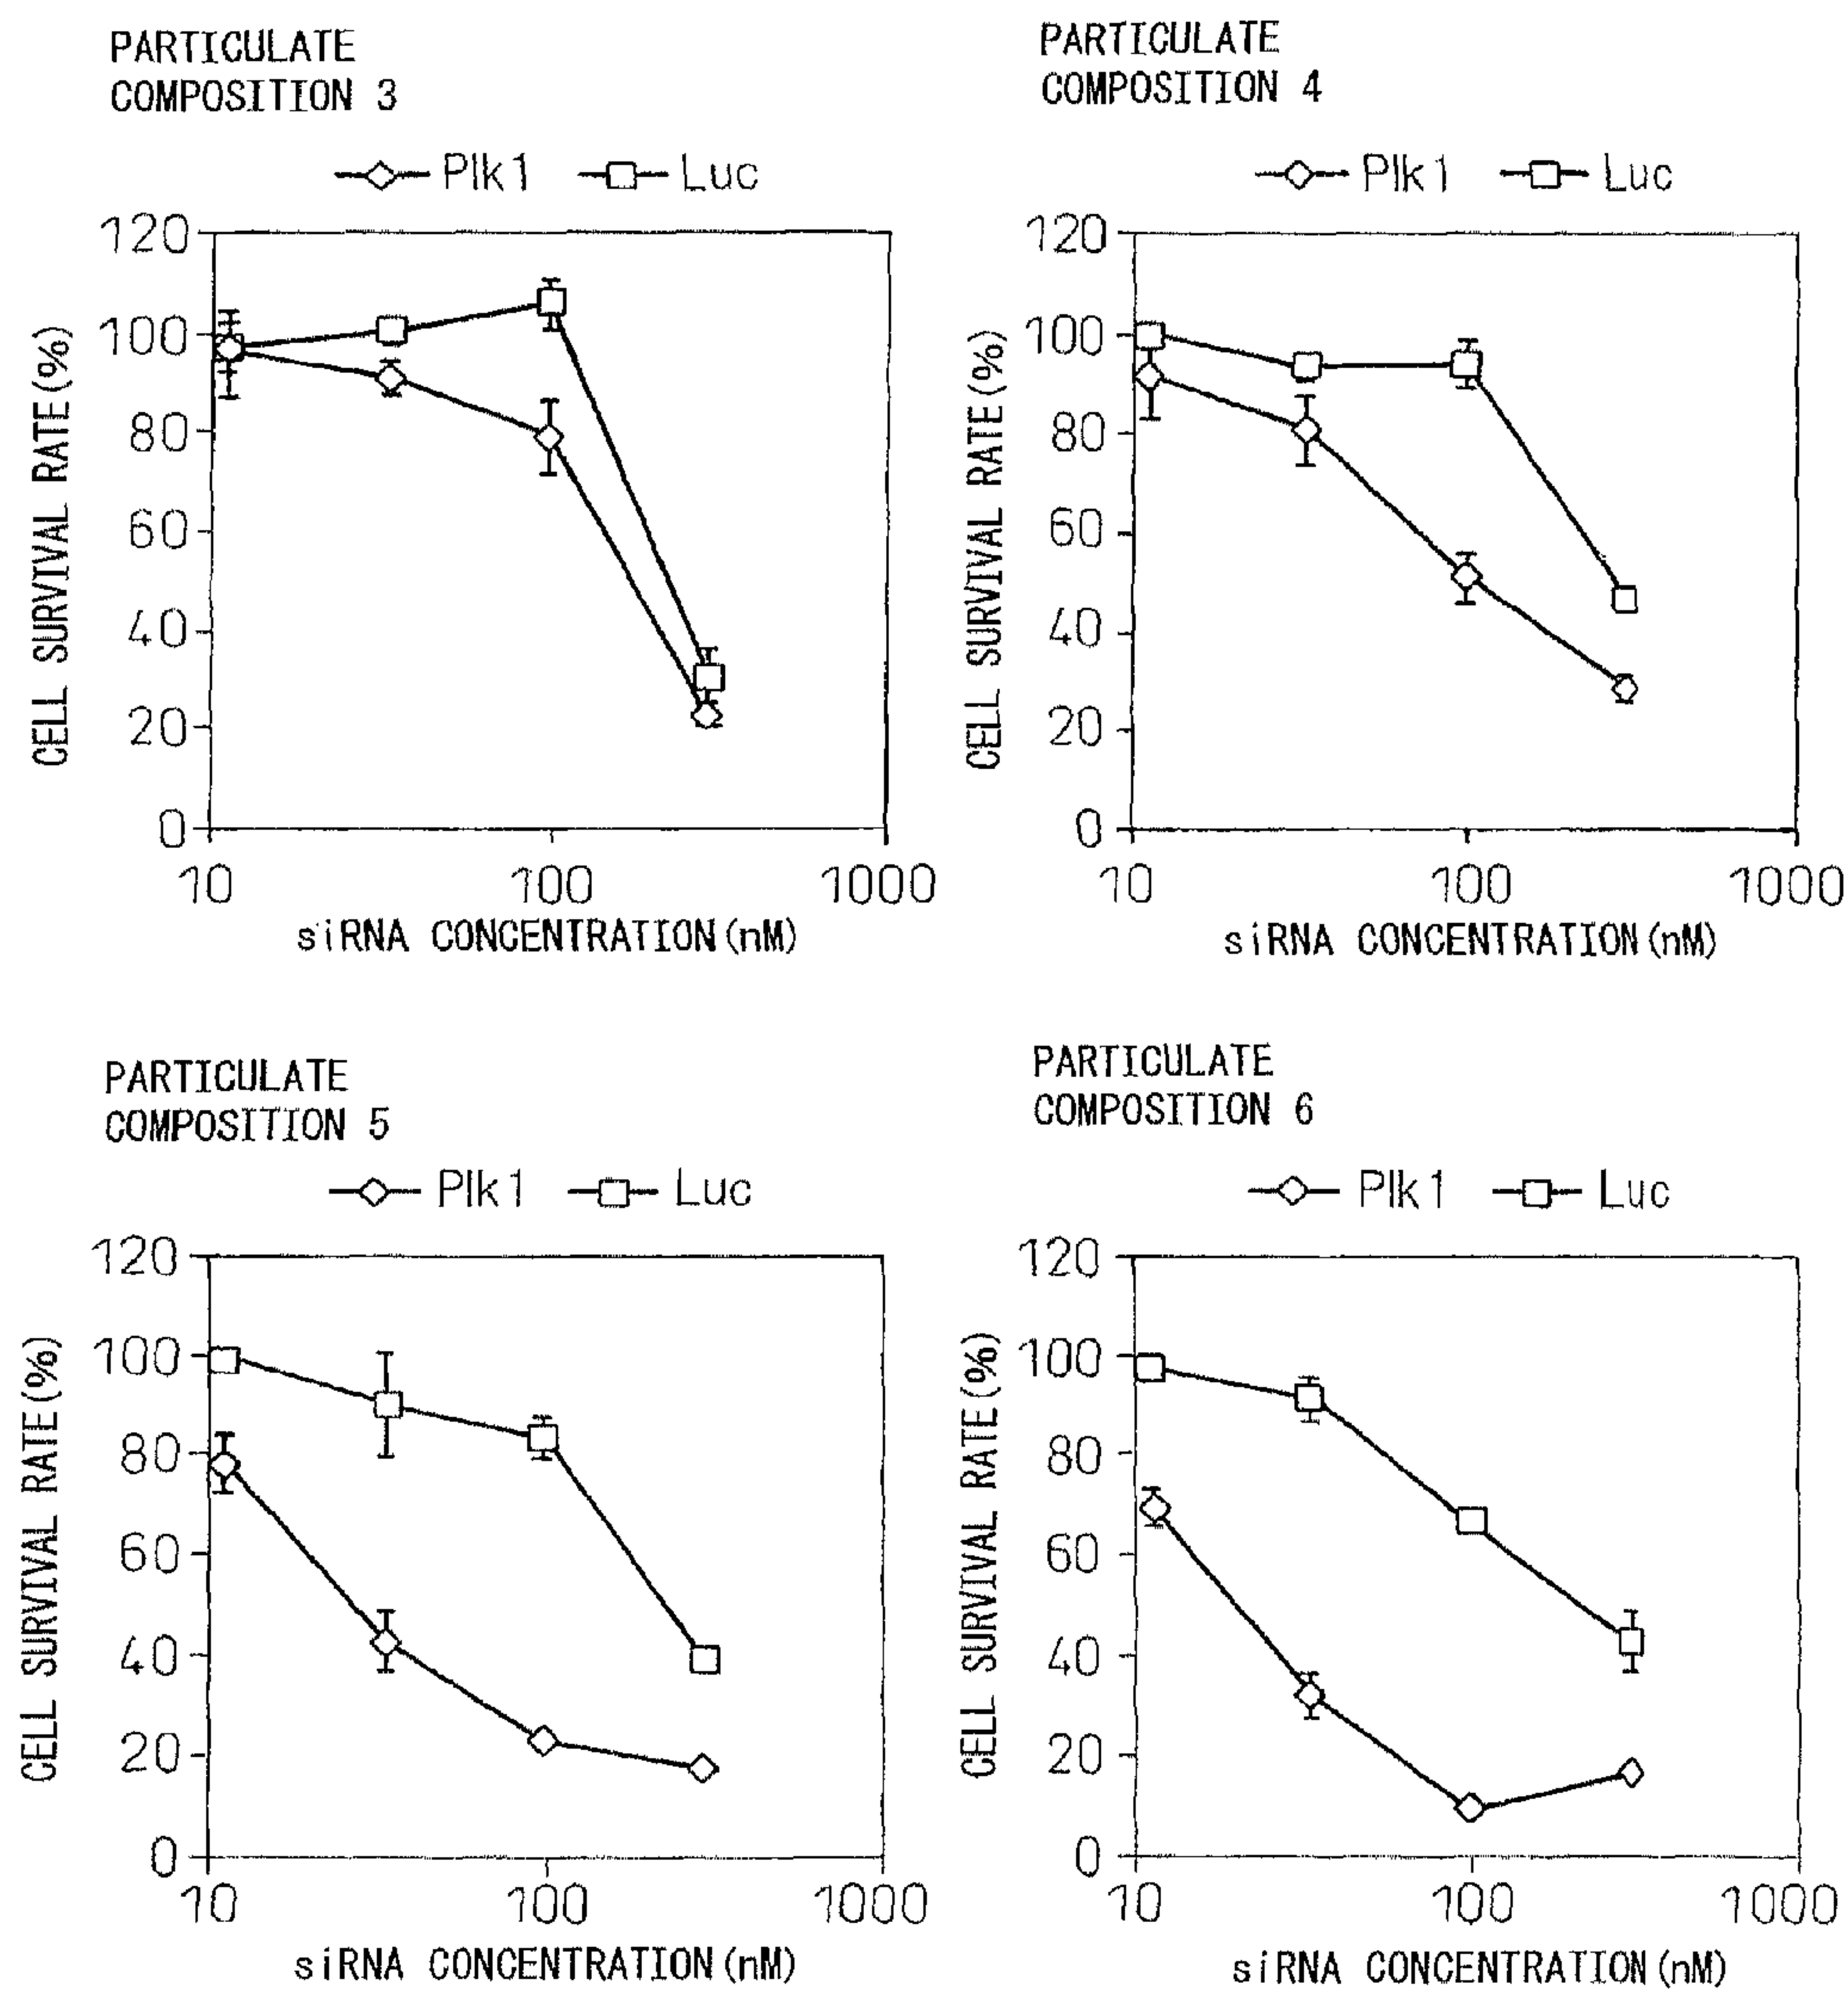 PARTICULATE
COMPOSITION 3
Plk1 Luc
120
100
80
60
40
20
0
CELL SURVIVAL RATE(%)
10 100 1000
siRNA CONCENTRATION(nM)
PARTICULATE
COMPOSITION 4
Plk1 Luc
120
100
80
60
40
20
0
CELL SURVIVAL RATE(%)
10 100 1000
siRNA CONCENTRATION(nM)
PARTICULATE
COMPOSITION 5
Plk1 Luc
120
100
80
60
40
20
0
CELL SURVIVAL RATE(%)
10 100 1000
siRNA CONCENTRATION(nM)
PARTICULATE
COMPOSITION 6
Plk1 Luc
120
100
80
60
40
20
0
CELL SURVIVAL RATE(%)
10 100 1000
siRNA CONCENTRATION(nM)